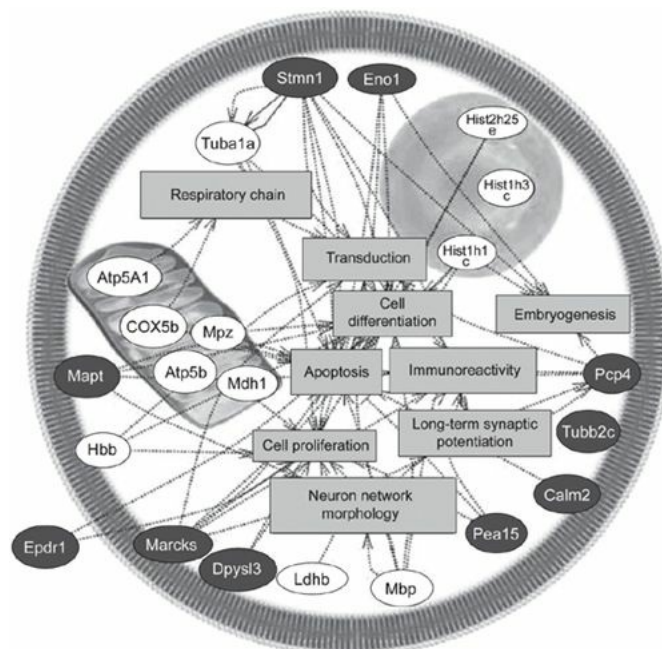 Stmn1
Eno1
Hist2h25
e
Tuba1a
Hist1h3
c
Respiratory chain
Hist1h1
c
Transduction
Atp5A1
Cell
differentiation
Embryogenesis
COX5b
Mpz
Mapt
Atp5b
Mdh1
Apoptosis
Immunoreactivity
Pcp4
Tubb2c
Hbb
Cell proliferation
Long-term synaptic
potentiation
Neuron network
morphology
Calm2
Epdr1
Marcks
Pea15
Dpysl3
Ldhb
Mbp